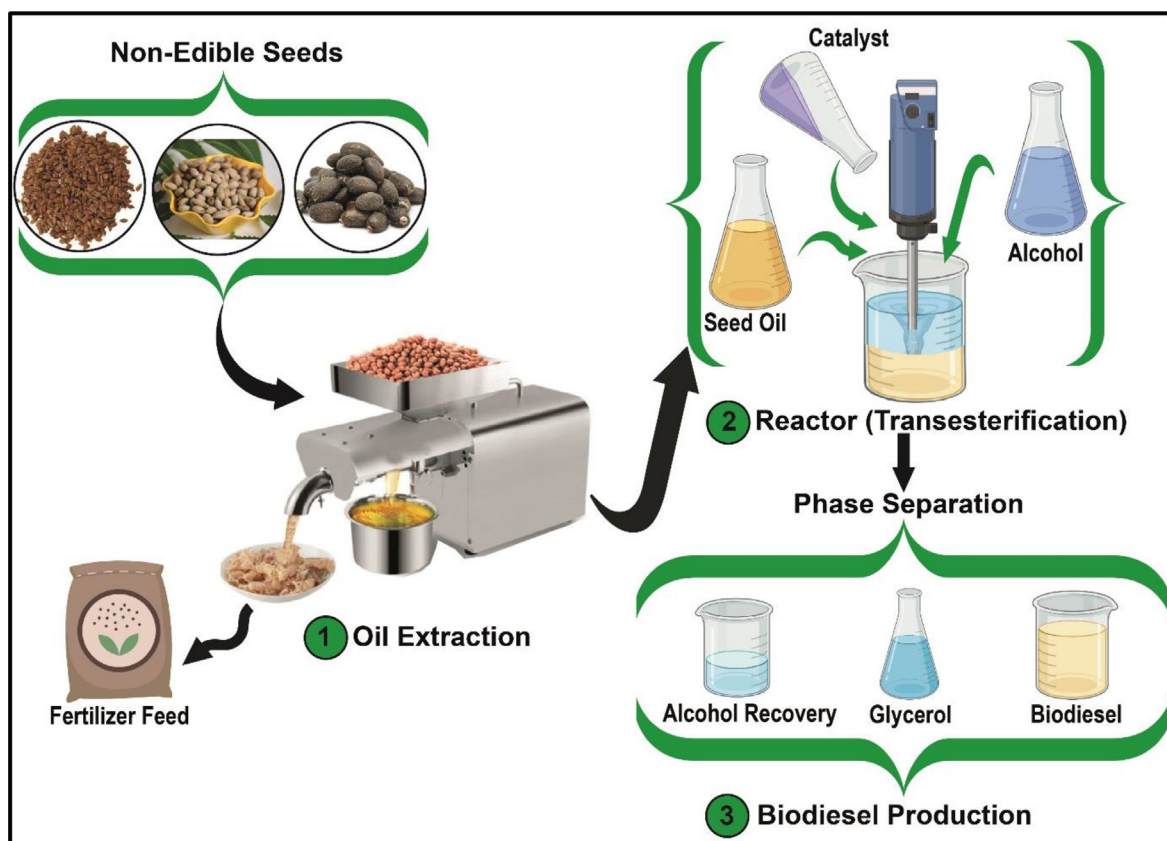 Non-Edible Seeds
Catalyst
Seed Oil
Alcohol
2 Reactor (Transesterification)
1 Oil Extraction
Fertilizer Feed
Phase Separation
Alcohol Recovery
Glycerol
Biodiesel
3 Biodiesel Production